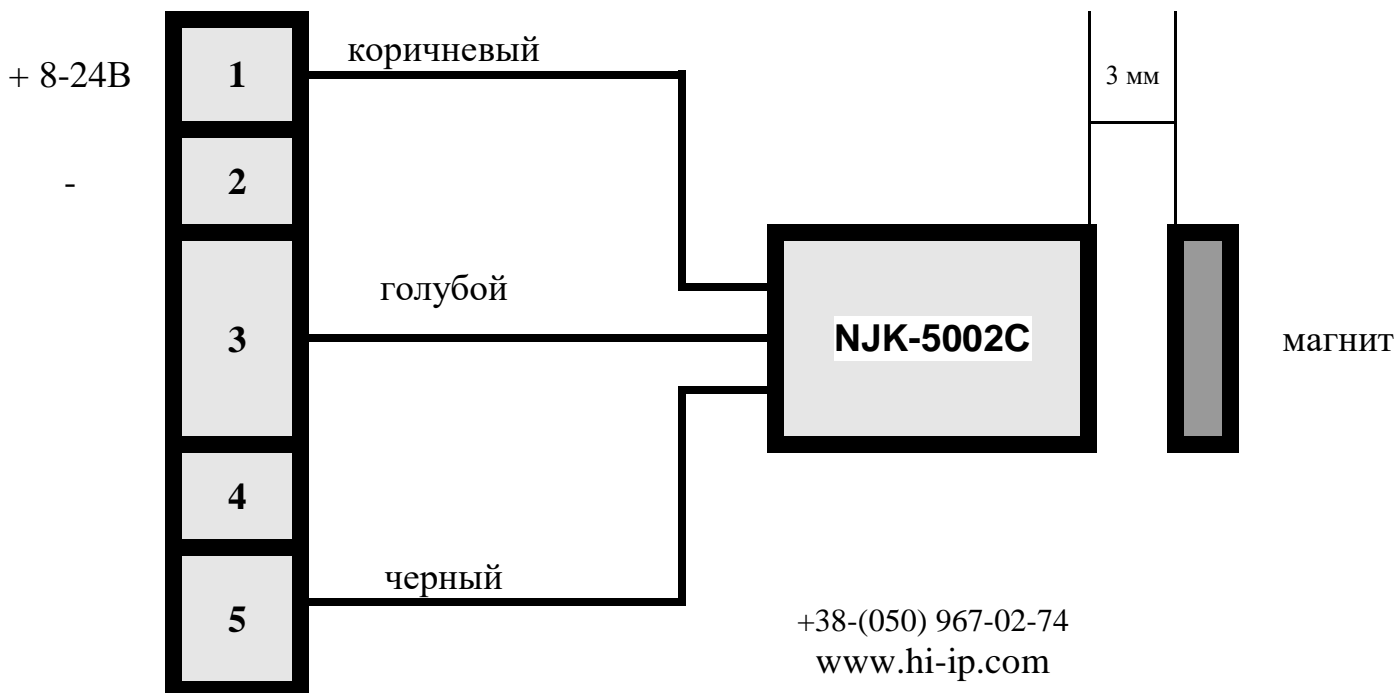 коричневый
+ 8-24В
1
3 мм
-
2
голубой
3
NJK-5002C
магнит
4
черный
5
+38-(050) 967-02-74
www.hi-ip.com